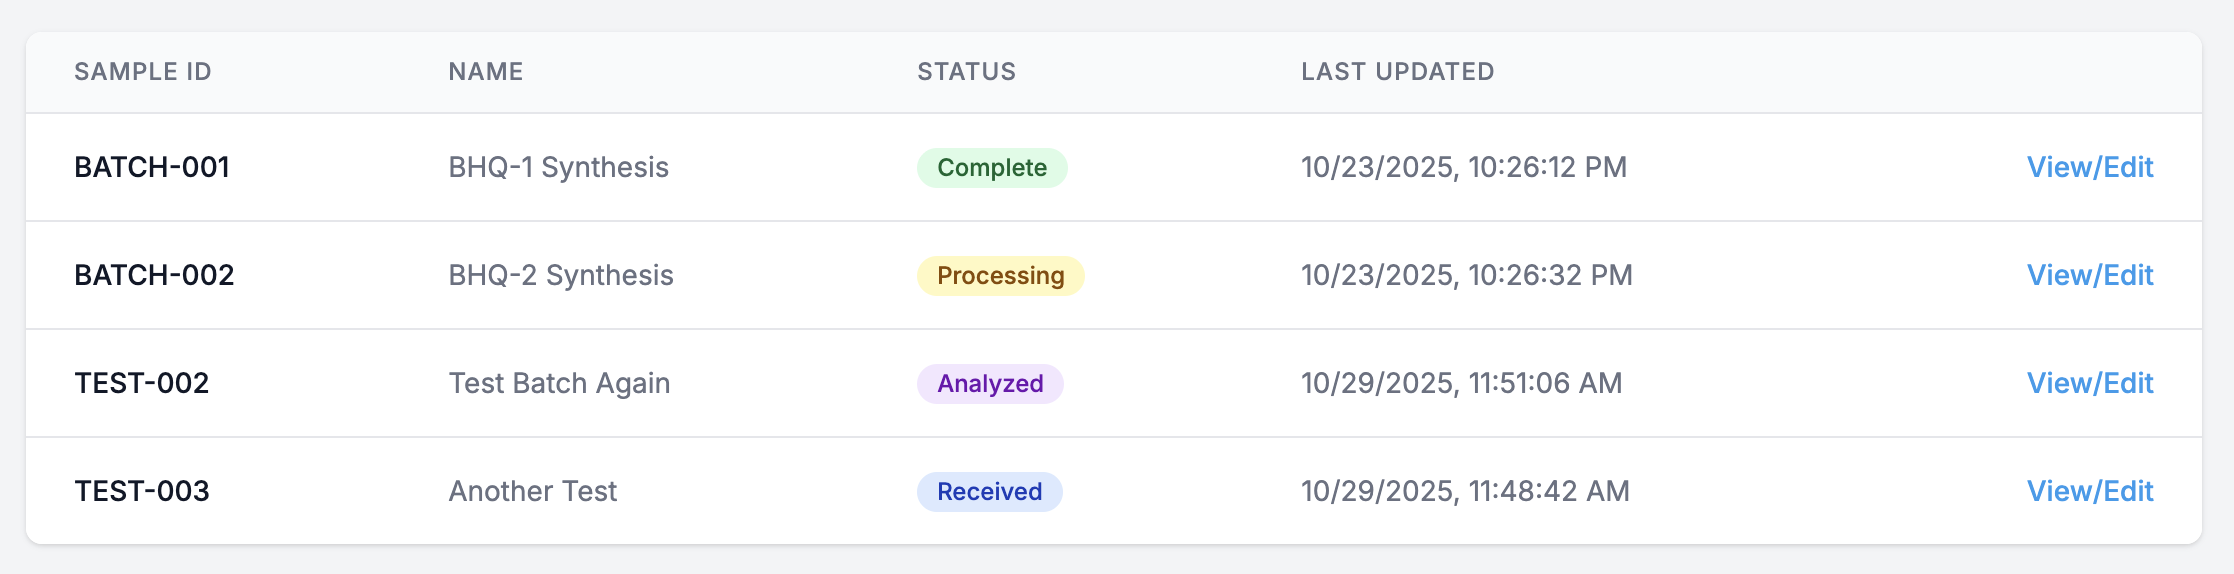 SAMPLE ID NAME STATUS LAST UPDATED
BATCH-001 BHQ-1 Synthesis Complete 10/23/2025, 10:26:12 PM View/Edit
BATCH-002 BHQ-2 Synthesis Processing 10/23/2025, 10:26:32 PM View/Edit
TEST-002 Test Batch Again Analyzed 10/29/2025, 11:51:06 AM View/Edit
TEST-003 Another Test Received 10/29/2025, 11:48:42 AM View/Edit